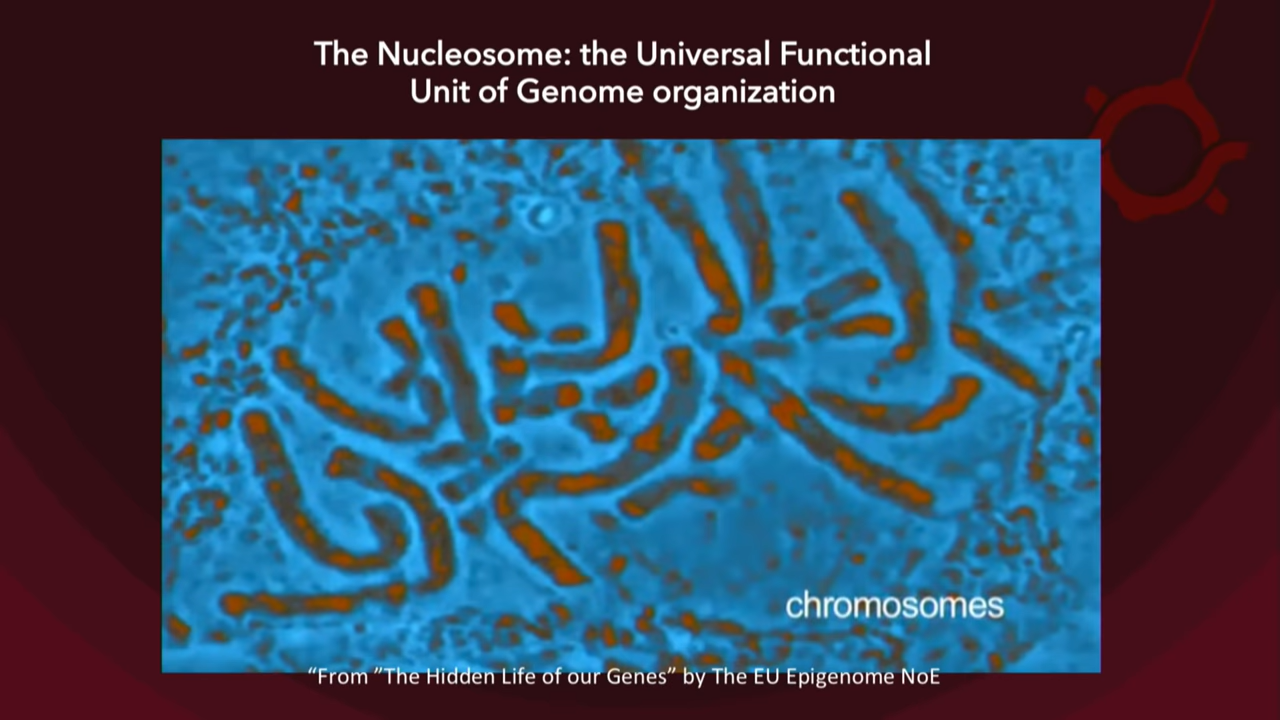 The Nucleosome: the Universal Functional
Unit of Genome organization
chromosomes
“From ”The Hidden Life of our Genes” by The EU Epigenome NoE